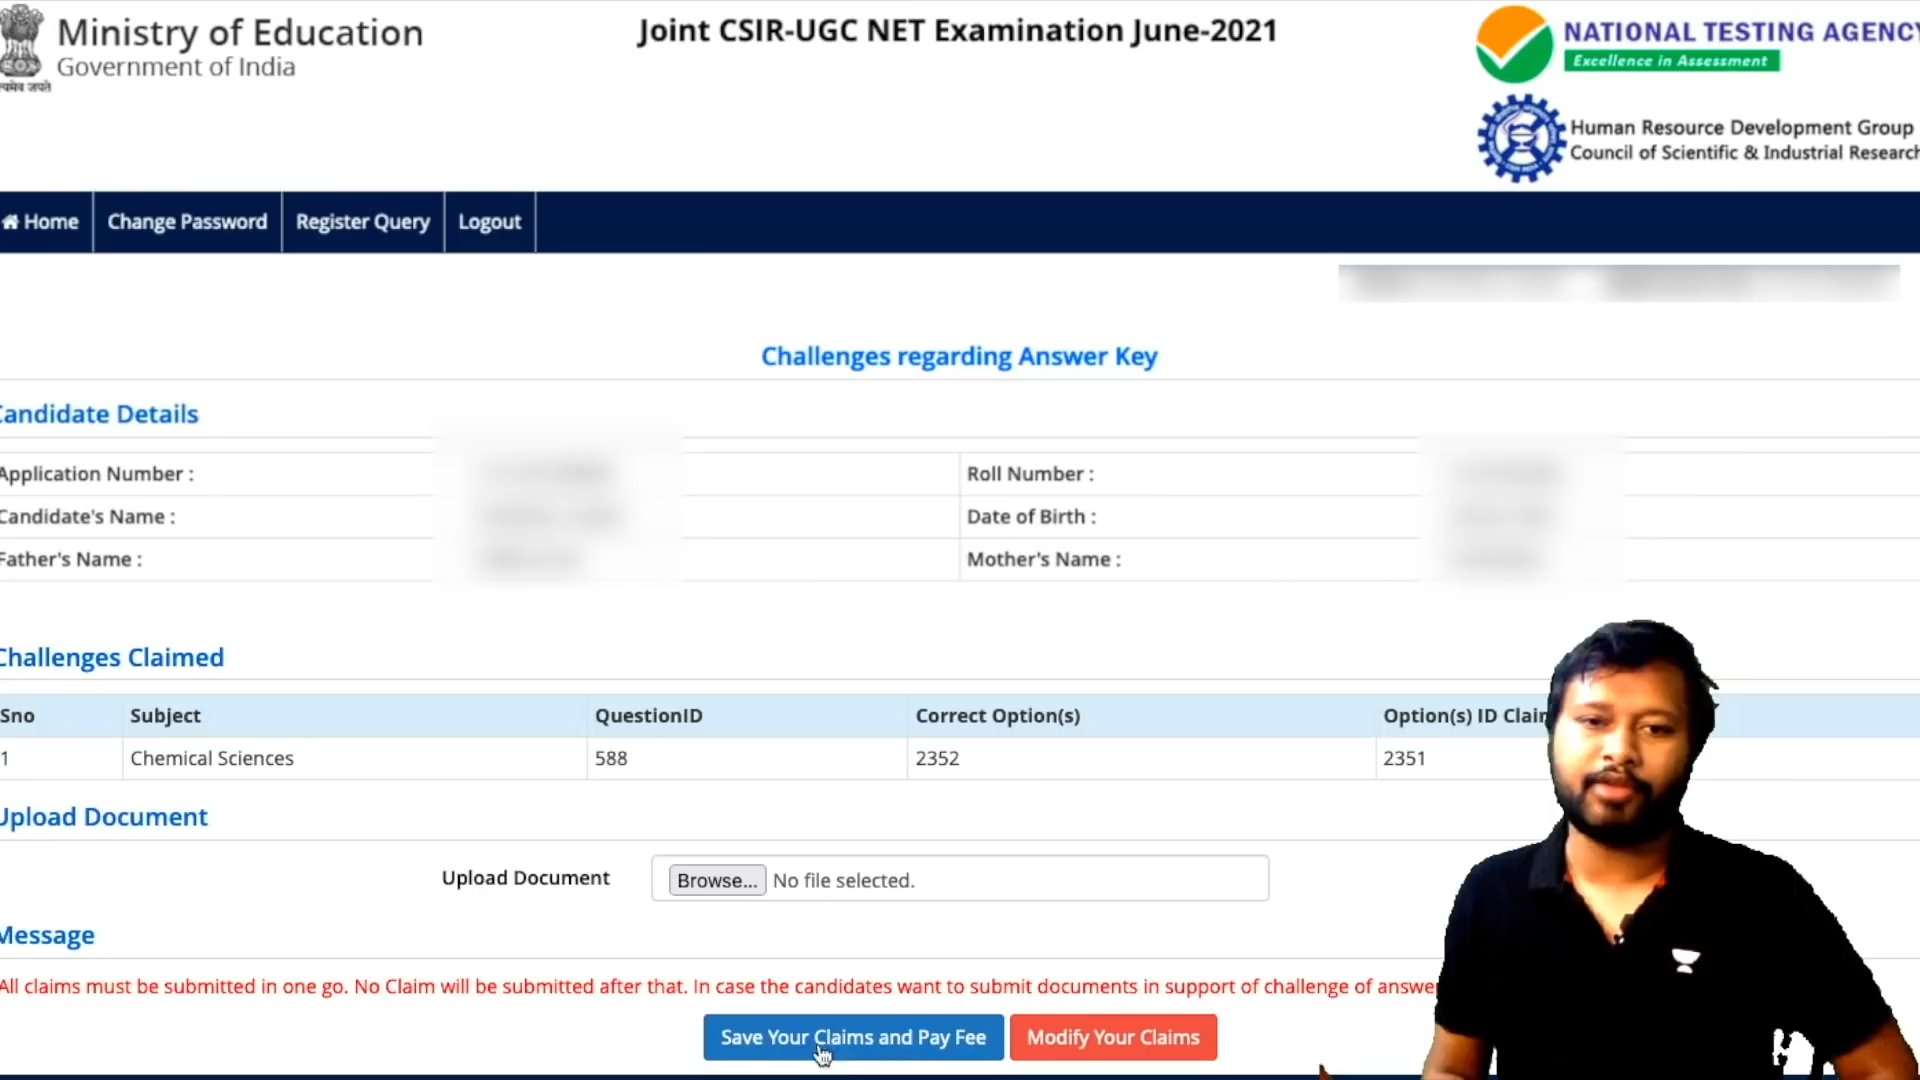 Ministry of Education
Government of India
सत्यमेव जयते
Joint CSIR-UGC NET Examination June-2021
NATIONAL TESTING AGENCY
Excellence in Assessment
Human Resource Development Group
Council of Scientific & Industrial Research
Home Change Password Register Query Logout
Challenges regarding Answer Key
Candidate Details
Application Number : Roll Number :
Candidate's Name : Date of Birth :
Father's Name : Mother's Name :
Challenges Claimed
Sno Subject QuestionID Correct Option(s) Option(s) ID
1 Chemical Sciences 588 2352 2351
Upload Document
Upload Document Browse... No file selected.
Message
All claims must be submitted in one go. No Claim will be submitted after that. In case the candidates want to submit documents in support of challenge of
Save Your Claims and Pay Fee Modify Your Claims